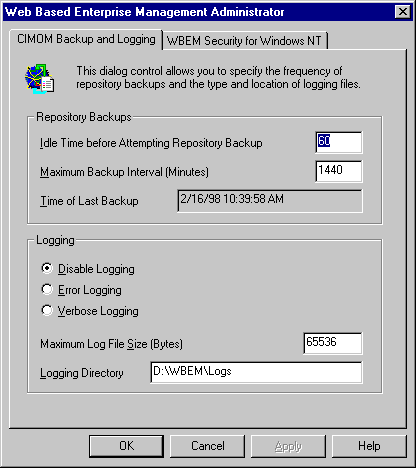 Web Based Enterprise Management Administrator
CIMOM Backup and Logging
WBEM Security for Windows NT
This dialog control allows you to specify the frequency of
repository backups and the type and location of logging files.
Repository Backups
Idle Time before Attempting Repository Backup
60
Maximum Backup Interval (Minutes)
1440
Time of Last Backup
2/16/98 10:39:58 AM
Logging
Disable Logging
Error Logging
Verbose Logging
Maximum Log File Size (Bytes)
65536
Logging Directory
D:\WBEM\Logs
OK
Cancel
Apply
Help